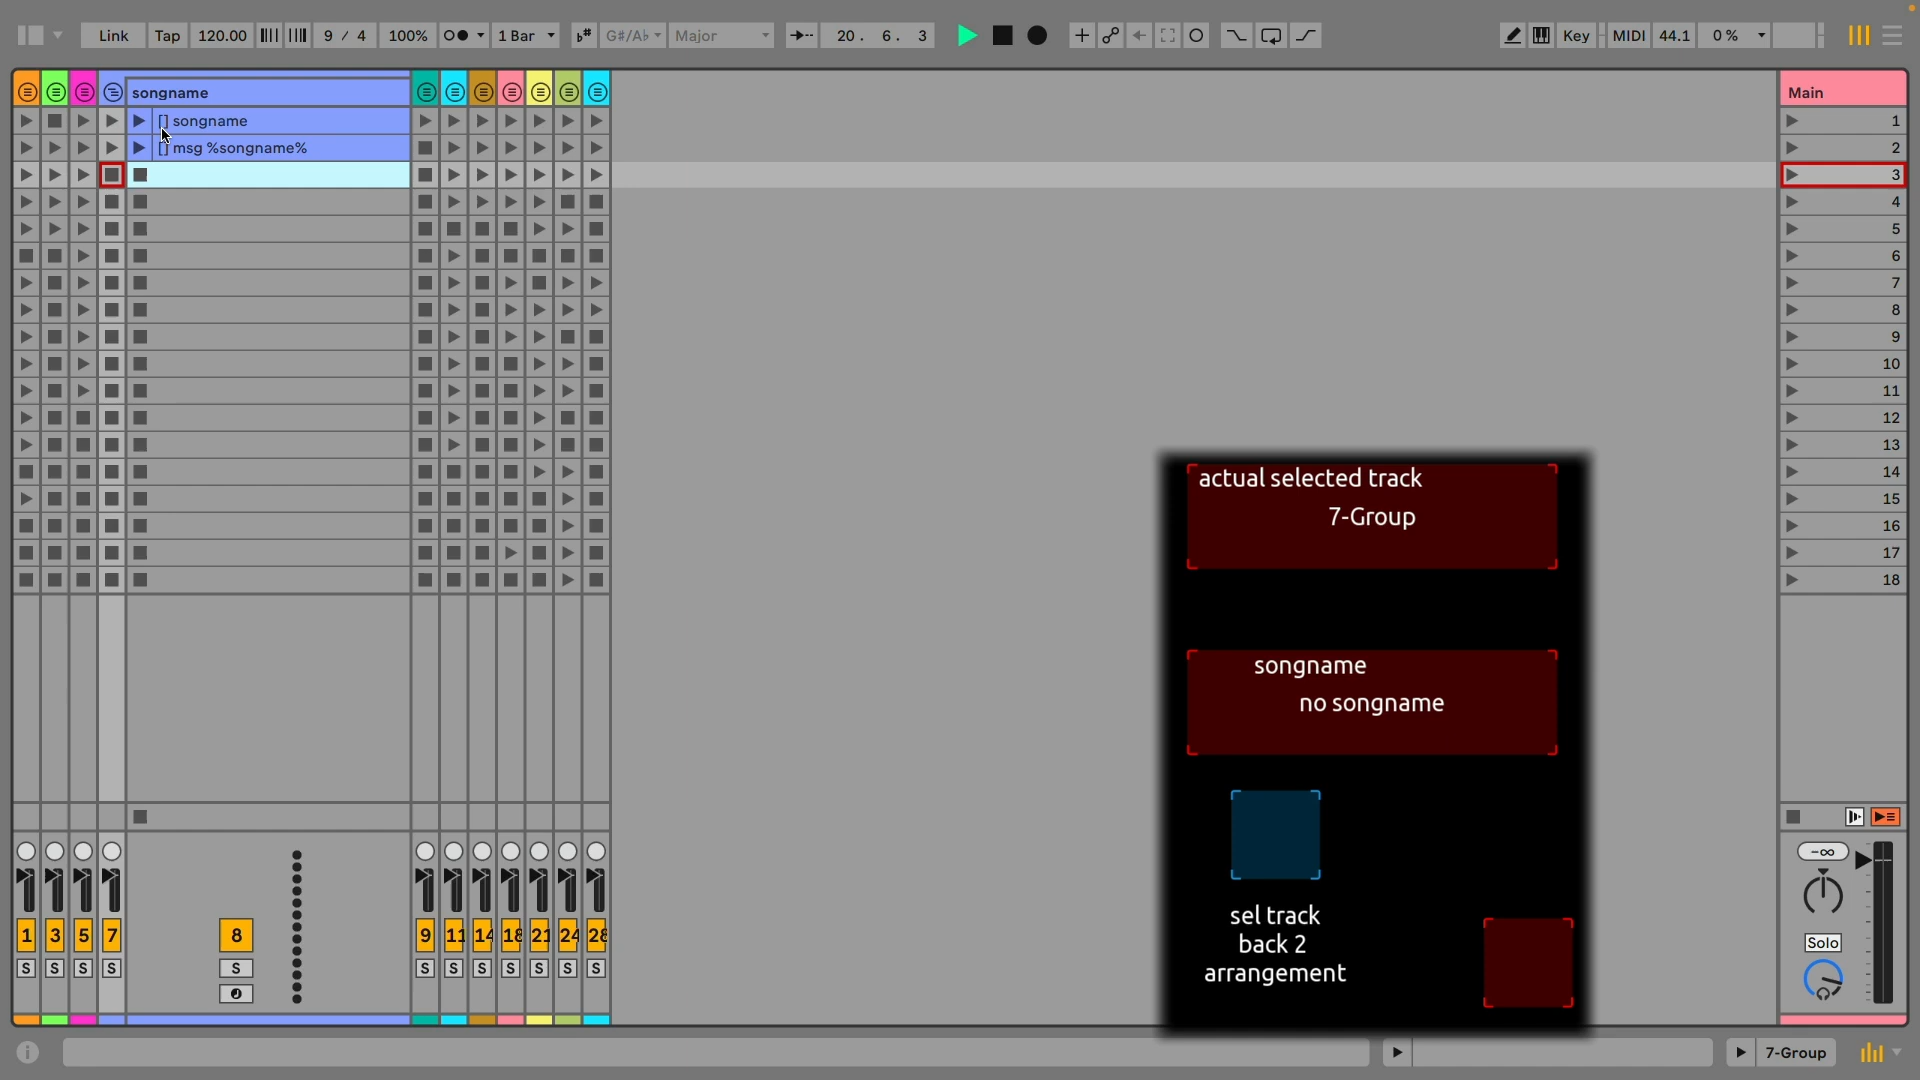 Link Tap 120.00 9 / 4 100% 1 Bar G#/A♭ Major 20. 6. 3 Key MIDI 44.1 0 %
songname
Main
[] songname
1
[] msg %songname%
2
3
4
5
6
7
8
9
10
11
12
13
14
15
16
17
18
actual selected track
7-Group
songname
no songname
sel track
back 2
arrangement
-∞
1 3 5 7 8 9 11 14 18 21 24 28
Solo
S S S S S S S S S S S S
7-Group